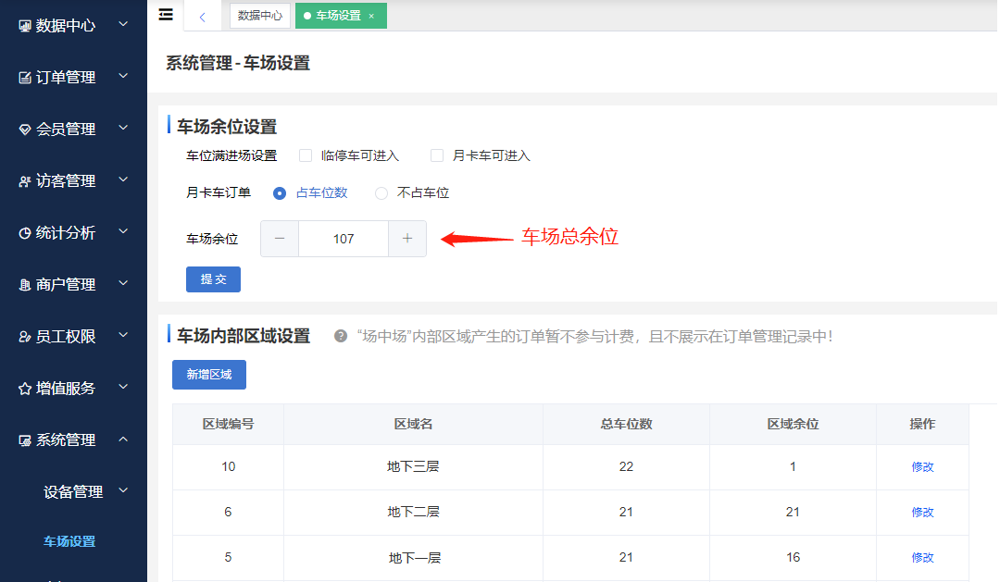 数据中心
订单管理
会员管理
访客管理
统计分析
商户管理
员工权限
增值服务
系统管理
设备管理
车场设置
数据中心
车场设置 ×
系统管理-车场设置
车场余位设置
车位满进场设置 临停车可进入 月卡车可进入
月卡车订单 占车位数 不占车位
车场余位 − 107 + 车场总余位
提 交
车场内部区域设置 ? “场中场”内部区域产生的订单暂不参与计费，且不展示在订单管理记录中！
新增区域
区域编号 区域名 总车位数 区域余位 操作
10 地下三层 22 1 修改
6 地下二层 21 21 修改
5 地下一层 21 16 修改